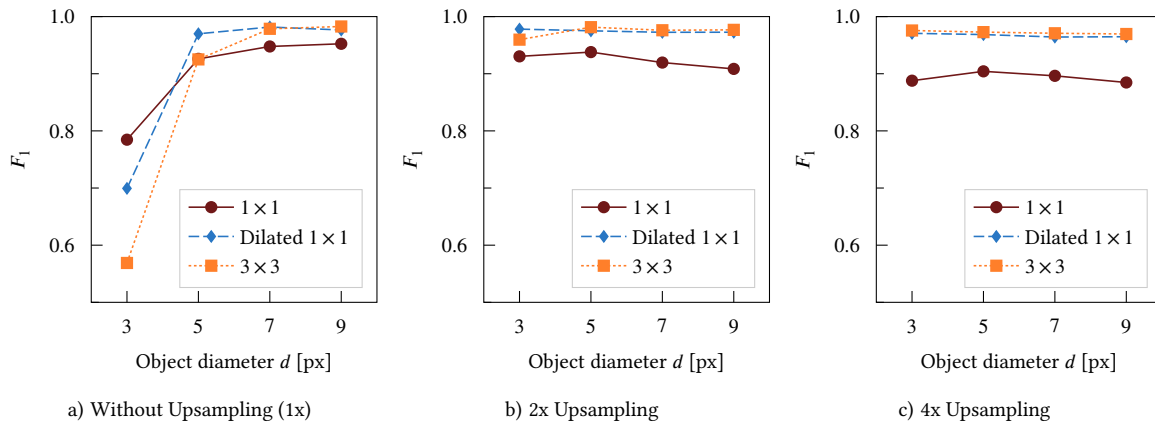 1.0
0.8
0.6
F1
3 5 7 9
Object diameter d [px]
1 × 1
Dilated 1 × 1
3 × 3
a) Without Upsampling (1x)
1.0
0.8
0.6
F1
3 5 7 9
Object diameter d [px]
1 × 1
Dilated 1 × 1
3 × 3
b) 2x Upsampling
1.0
0.8
0.6
F1
3 5 7 9
Object diameter d [px]
1 × 1
Dilated 1 × 1
3 × 3
c) 4x Upsampling